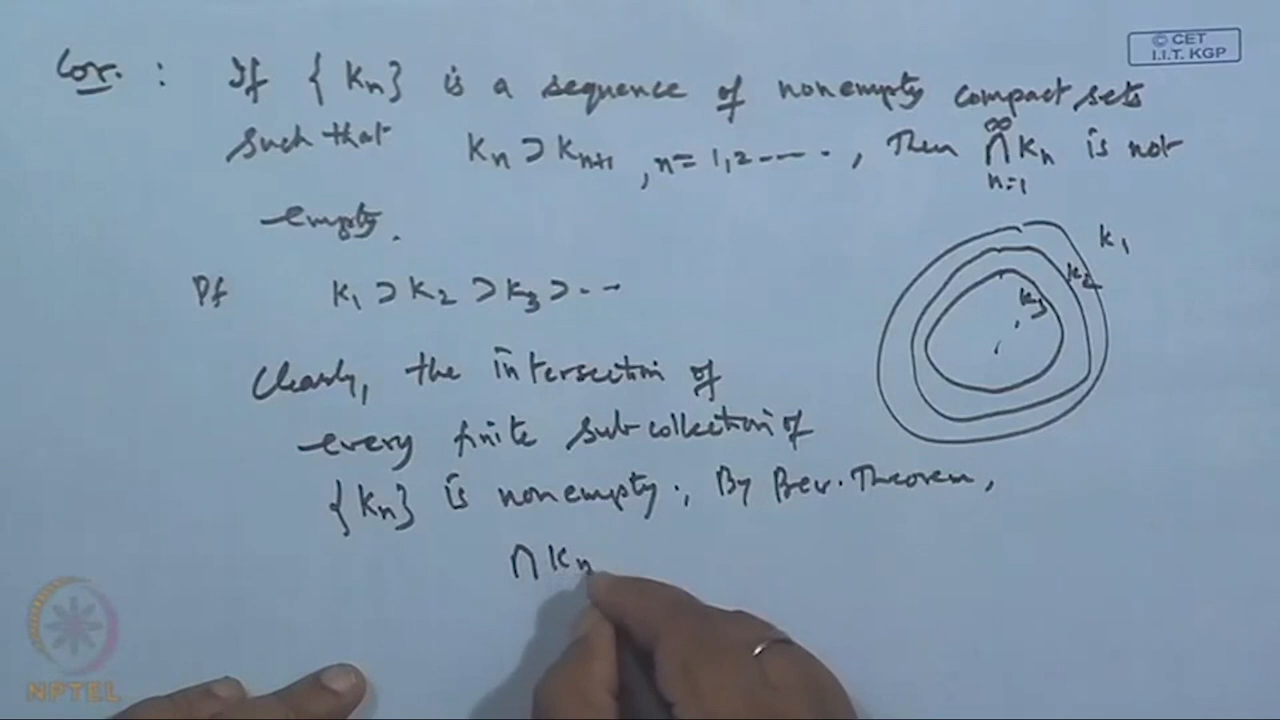 © CET
I.I.T. KGP
Cor. : If {Kn} is a sequence of nonempty compact sets
such that Kn ⊃ Kn+1 , n = 1, 2 ----- . , Then ∞∩n=1 Kn is not
empty.
Pf K1 ⊃ K2 ⊃ K3 ⊃ ...
K1
K2
K3
Clearly, the intersection of
every finite subcollection of
{Kn} is nonempty ., By Prev. Theorem,
∩ Kn
NPTEL